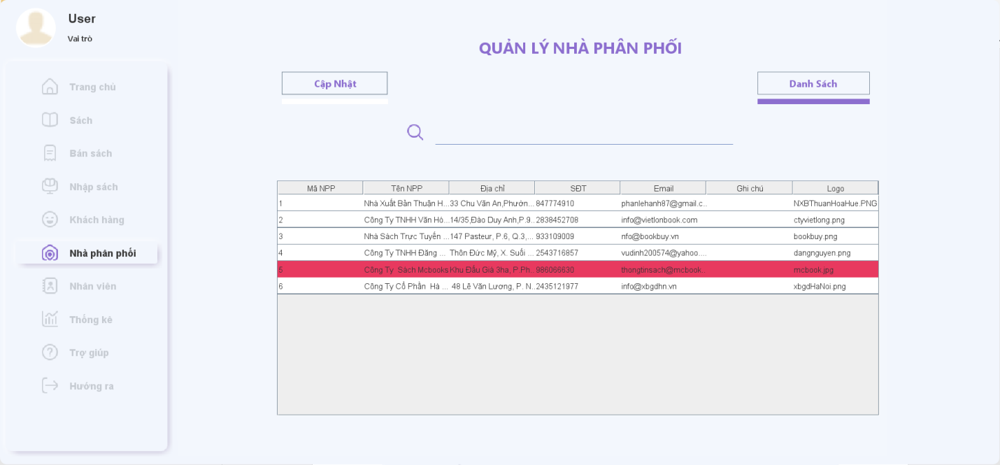 User
Vai trò
Trang chủ
Sách
Bán sách
Nhập sách
Khách hàng
Nhà phân phối
Nhân viên
Thống kê
Trợ giúp
Hướng ra
QUẢN LÝ NHÀ PHÂN PHỐI
Cập Nhật
Danh Sách
Mã NPP Tên NPP Địa chỉ SĐT Email Ghi chú Logo
1 Nhà Xuất Bản Thuận H... 33 Chu Văn An,Phườn... 847774910 phanlehanh87@gmail.c.. NXBThuanHoaHue.PNG
2 Công Ty TNHH Văn Hó... 14/35,Đào Duy Anh,P.9.. 2838452708 info@vietlonbook.com ctyvietlong.png
3 Nhà Sách Trực Tuyến ... 147 Pasteur, P.6, Q.3,... 933109009 nfo@bookbuy.vn bookbuy.png
4 Công Ty TNHH Đăng ... Thôn Đức Mỹ, X. Suối ... 2543716857 vudinh200574@yahoo.... dangnguyen.png
5 Công Ty Sách Mcbooks Khu Đấu Giá 3ha, P.Ph.. 986066630 thongtinsach@mcbook.. mcbook.jpg
6 Công Ty Cổ Phần Hà ... 48 Lê Văn Lương, P. N.. 2435121977 info@xbgdhn.vn xbgdHaNoi.png